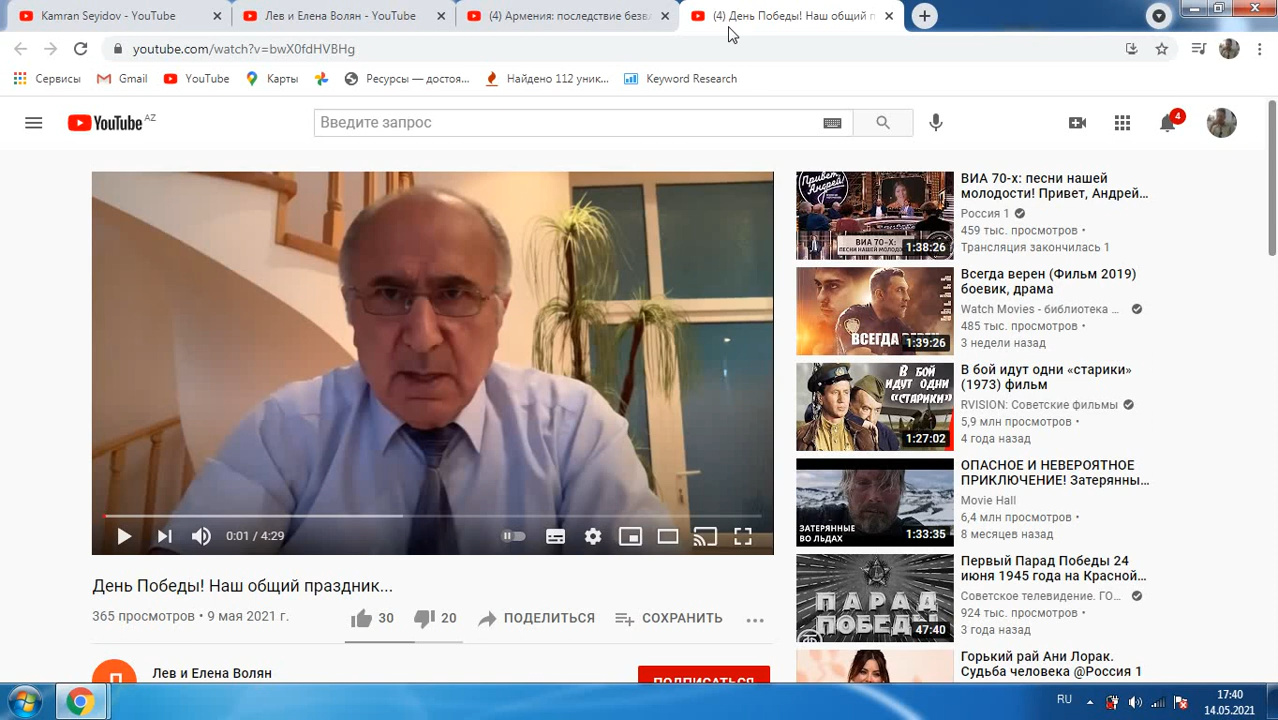 Kamran Seyidov - YouTube
Лев и Елена Волян - YouTube
(4) Армения: последствие безвл
(4) День Победы! Наш общий п
youtube.com/watch?v=bwX0fdHVBHg
Сервисы
Gmail
YouTube
Карты
Ресурсы — достоя...
Найдено 112 уник...
Keyword Research
YouTube AZ
Введите запрос
4
Привет, Андрей!
ВИА 70-Х:
1:38:26
ВИА 70-х: песни нашей
молодости! Привет, Андрей...
Россия 1
459 тыс. просмотров •
Трансляция закончилась 1
ВСЕГДА
1:39:26
Всегда верен (Фильм 2019)
боевик, драма
Watch Movies - библиотека ...
485 тыс. просмотров •
3 недели назад
В БОЙ
ИДУТ ОДНИ
«СТАРИКИ»
1:27:02
В бой идут одни «старики»
(1973) фильм
RVISION: Советские фильмы
5,9 млн просмотров •
4 года назад
ЗАТЕРЯННЫЕ
ВО ЛЬДАХ
1:33:35
ОПАСНОЕ И НЕВЕРОЯТНОЕ
ПРИКЛЮЧЕНИЕ! Затерянны...
Movie Hall
6,4 млн просмотров •
8 месяцев назад
ПАРАД
ПОБЕДЫ
47:40
Первый Парад Победы 24
июня 1945 года на Красной...
Советское телевидение. ГО...
924 тыс. просмотров •
3 года назад
Горький рай Ани Лорак.
Судьба человека @Россия 1
0:01 / 4:29
День Победы! Наш общий праздник...
365 просмотров • 9 мая 2021 г.
30
20
ПОДЕЛИТЬСЯ
СОХРАНИТЬ
Лев и Елена Волян
ПОДПИСАТЬСЯ
RU
17:40
14.05.2021